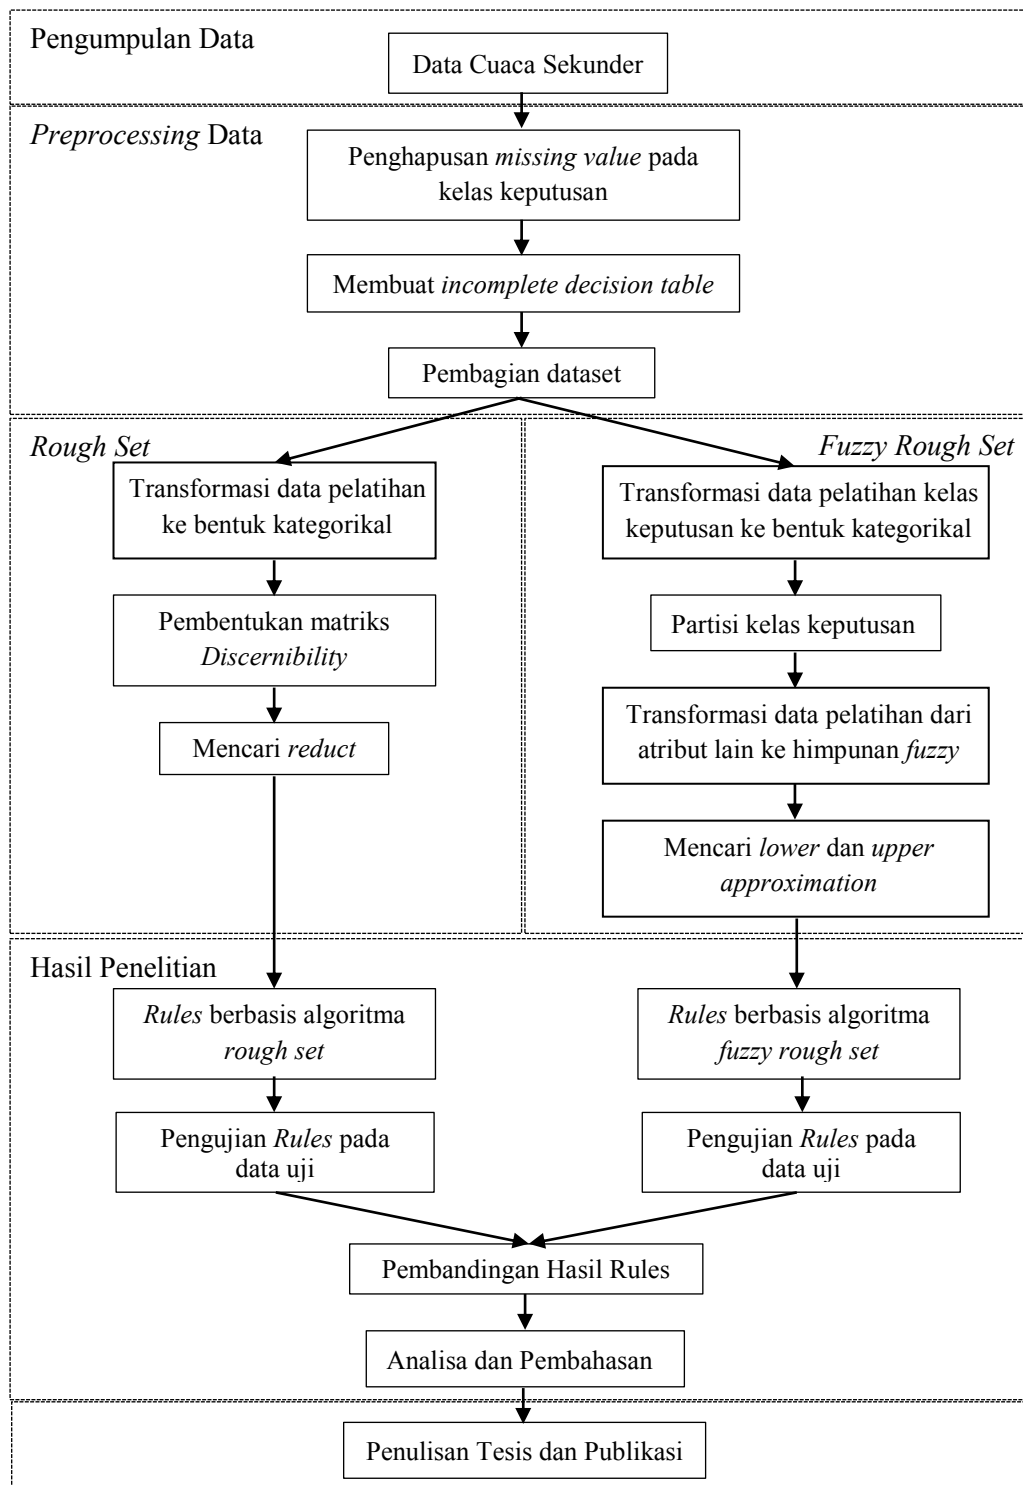 Pengumpulan Data
Data Cuaca Sekunder
Preprocessing Data
Penghapusan missing value pada
kelas keputusan
Membuat incomplete decision table
Pembagian dataset
Rough Set
Transformasi data pelatihan
ke bentuk kategorikal
Pembentukan matriks
Discernibility
Mencari reduct
Fuzzy Rough Set
Transformasi data pelatihan kelas
keputusan ke bentuk kategorikal
Partisi kelas keputusan
Transformasi data pelatihan dari
atribut lain ke himpunan fuzzy
Mencari lower dan upper
approximation
Hasil Penelitian
Rules berbasis algoritma
rough set
Pengujian Rules pada
data uji
Rules berbasis algoritma
fuzzy rough set
Pengujian Rules pada
data uji
Pembandingan Hasil Rules
Analisa dan Pembahasan
Penulisan Tesis dan Publikasi